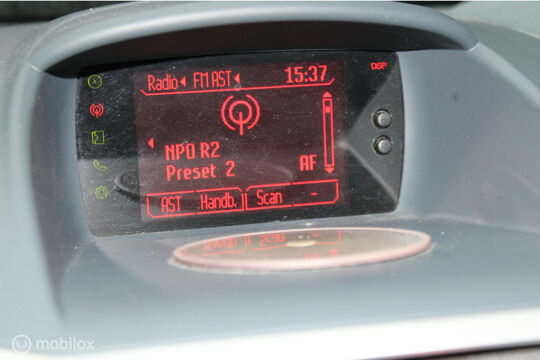 Radio FM AST 15:37
DSP
NPO R2
Preset 2
AF
AST Handb. Scan -
mobilox